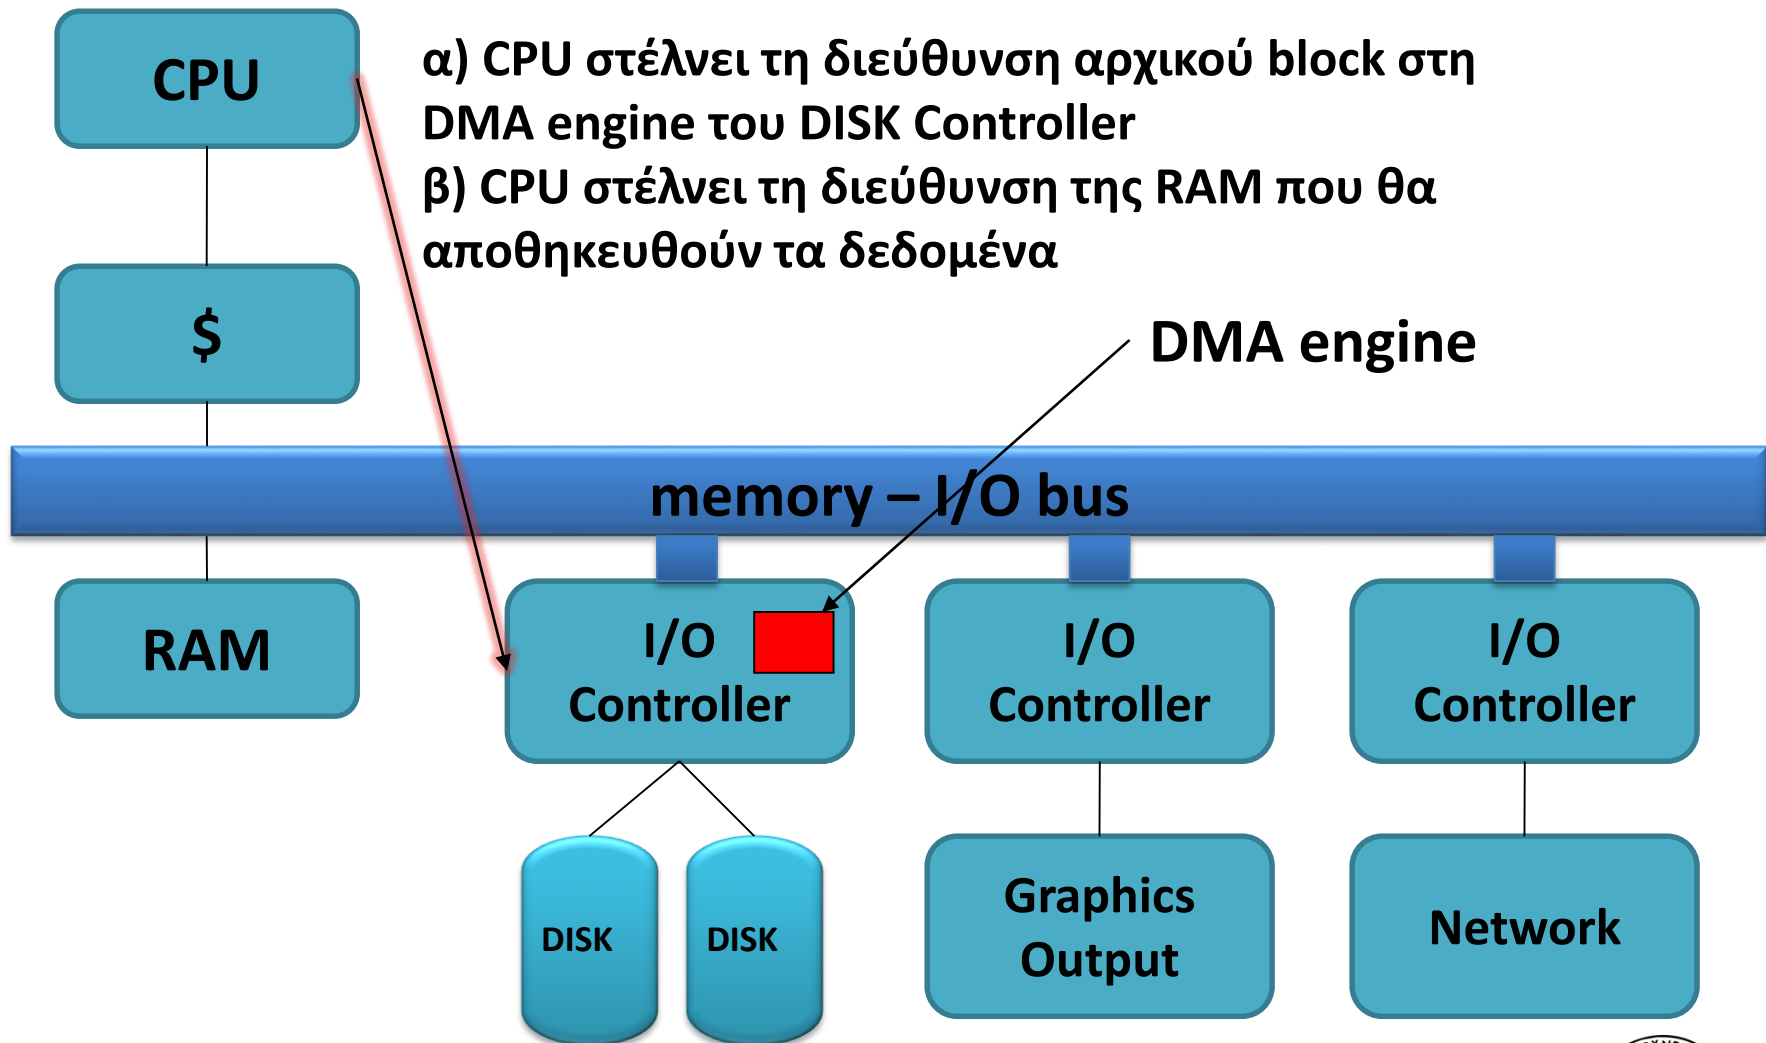 CPU
α) CPU στέλνει τη διεύθυνση αρχικού block στη
DMA engine του DISK Controller
β) CPU στέλνει τη διεύθυνση της RAM που θα
αποθηκευθούν τα δεδομένα
$
DMA engine
memory – I/O bus
RAM
I/O
Controller
I/O
Controller
I/O
Controller
DISK
DISK
Graphics
Output
Network